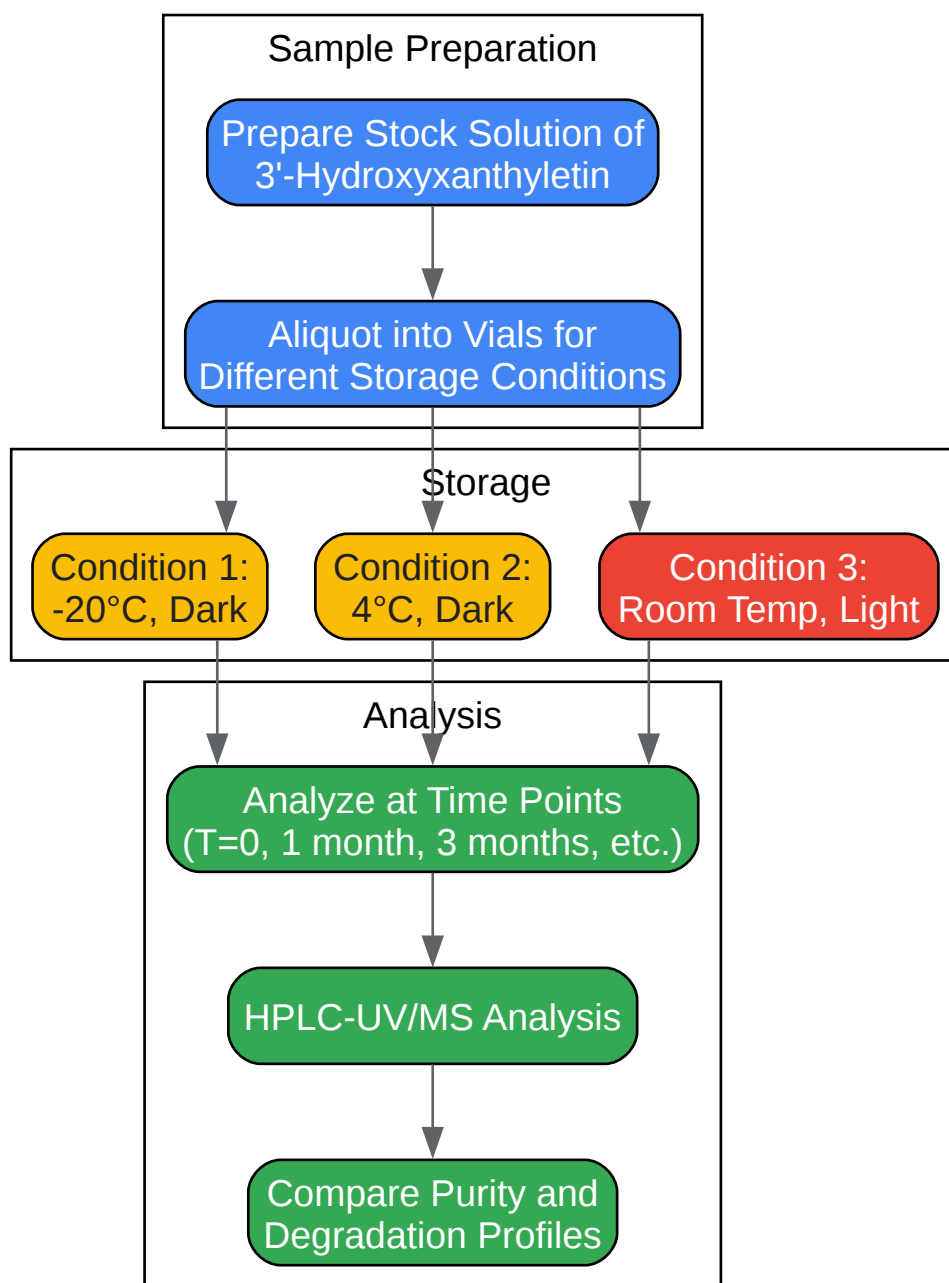 Sample Preparation
Prepare Stock Solution of
3'-Hydroxyxanthyletin
Aliquot into Vials for
Different Storage Conditions
Storage
Condition 1:
-20°C, Dark
Condition 2:
4°C, Dark
Condition 3:
Room Temp, Light
Analysis
Analyze at Time Points
(T=0, 1 month, 3 months, etc.)
HPLC-UV/MS Analysis
Compare Purity and
Degradation Profiles